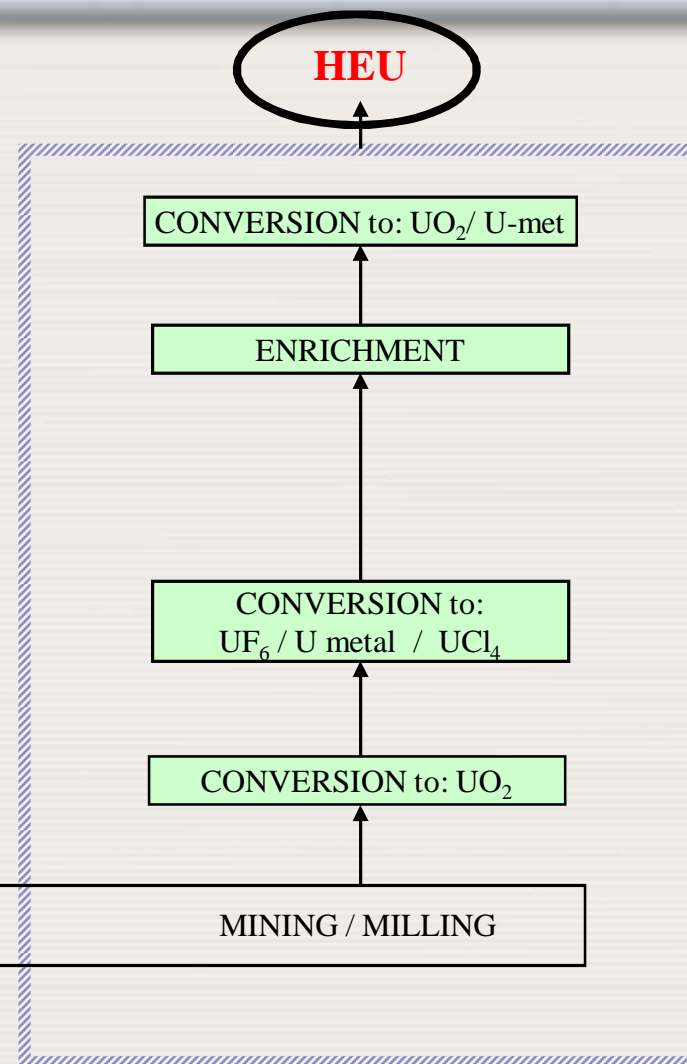 HEU
CONVERSION to: UO₂/ U-met
ENRICHMENT
CONVERSION to:
UF₆ / U metal / UCl₄
CONVERSION to: UO₂
MINING / MILLING